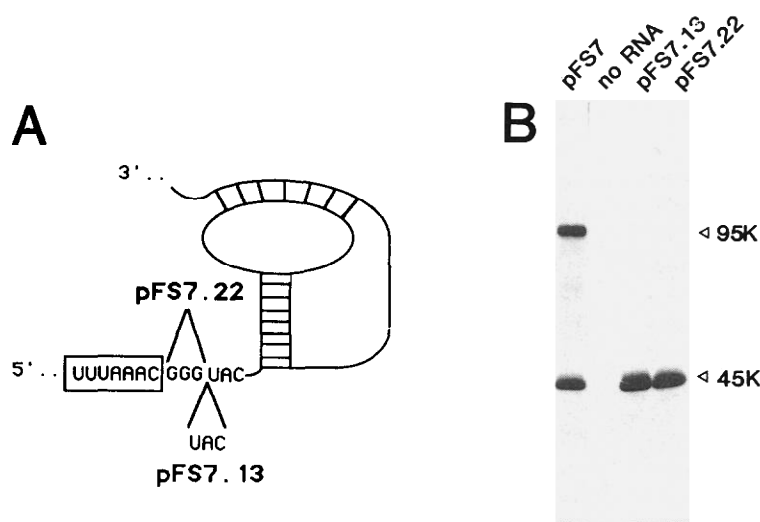 A
3'..
pFS7.22
5'.. UUUAAAC GGG UAC
UAC
pFS7.13
B
pFS7 no RNA pFS7.13 pFS7.22
◁ 95K
◁ 45K